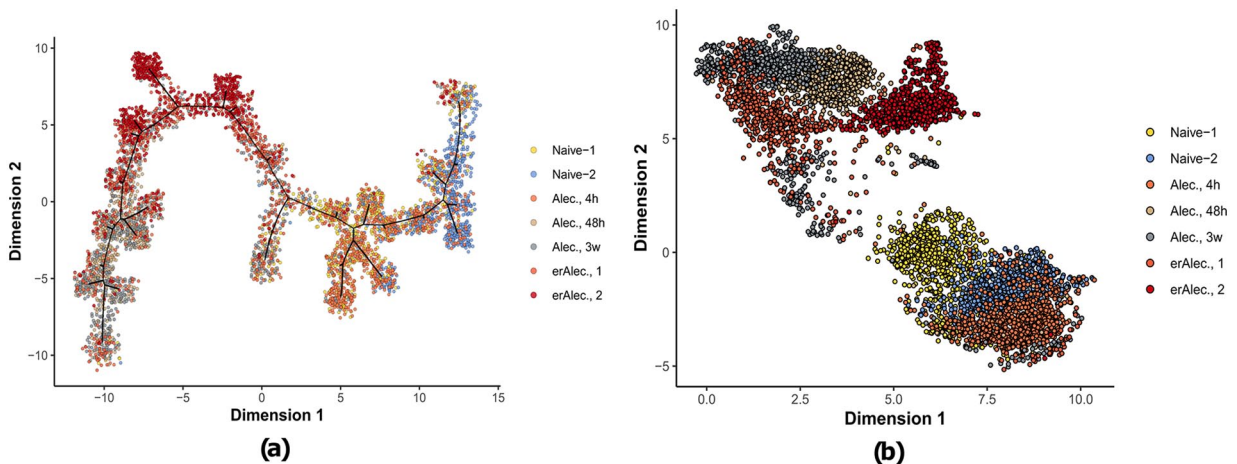 10
5
0
−5
−10
−10
−5
0
5
10
15
Dimension 2
Dimension 1
Naive−1
Naive−2
Alec., 4h
Alec., 48h
Alec., 3w
erAlec., 1
erAlec., 2
(a)
10
5
0
−5
0.0
2.5
5.0
7.5
10.0
Dimension 2
Dimension 1
Naive−1
Naive−2
Alec., 4h
Alec., 48h
Alec., 3w
erAlec., 1
erAlec., 2
(b)